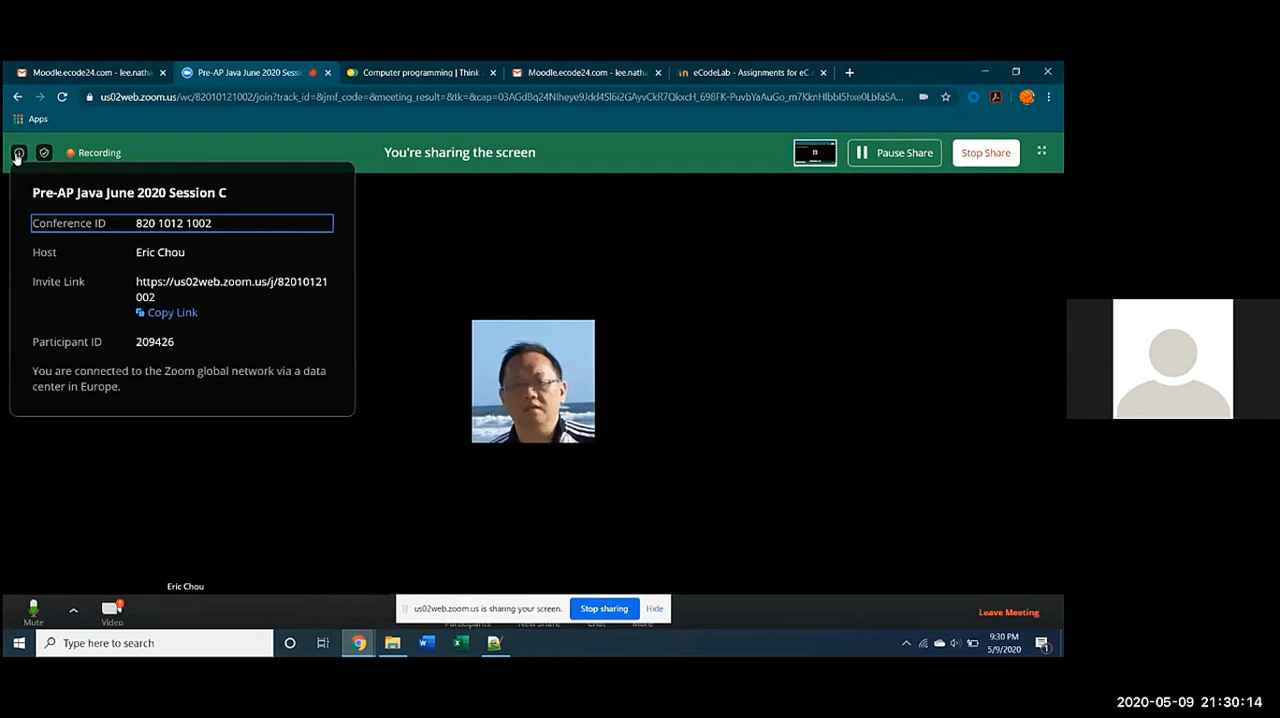 Moodle.ecode24.com - lee.natha
Pre-AP Java June 2020 Sessi
Computer programming | Think
Moodle.ecode24.com - lee.nath
eCodeLab - Assignments for eC
Apps
Recording
You're sharing the screen
Pause Share
Stop Share
Pre-AP Java June 2020 Session C
Conference ID 820 1012 1002
Host Eric Chou
Invite Link https://us02web.zoom.us/j/82010121
002
Copy Link
Participant ID 209426
You are connected to the Zoom global network via a data
center in Europe.
Eric Chou
us02web.zoom.us is sharing your screen.
Stop sharing
Hide
Mute
Video
Leave Meeting
Type here to search
9:30 PM
5/9/2020
2020-05-09 21:30:14